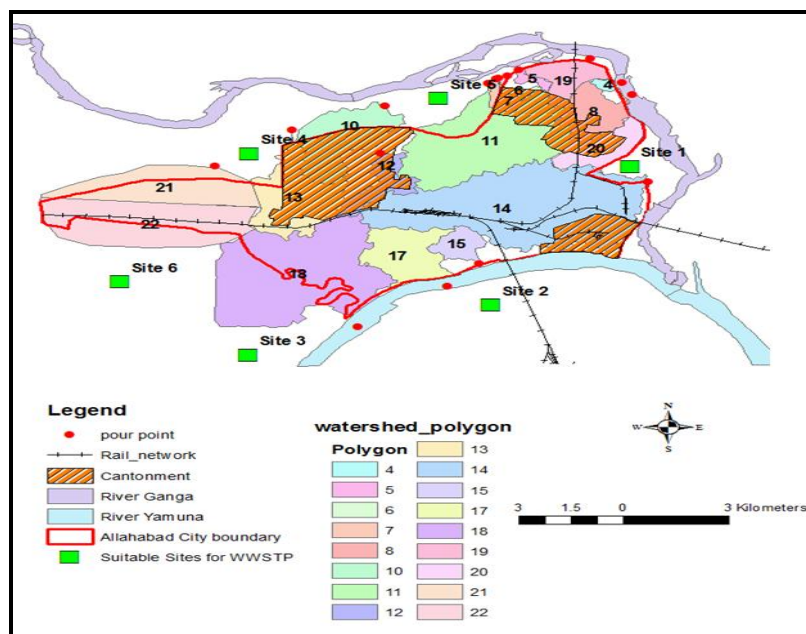 5
19
4
Site 5
6
7
8
10
Site 4
11
20
Site 1
12
21
13
14
22
15
17
18
Site 6
Site 2
Site 3
Legend
pour point
Rail_network
Cantonment
River Ganga
River Yamuna
Allahabad City boundary
Suitable Sites for WWSTP
watershed_polygon
Polygon
4
5
6
7
8
10
11
12
13
14
15
17
18
19
20
21
22
N
W E
S
3 1.5 0 3 Kilometers